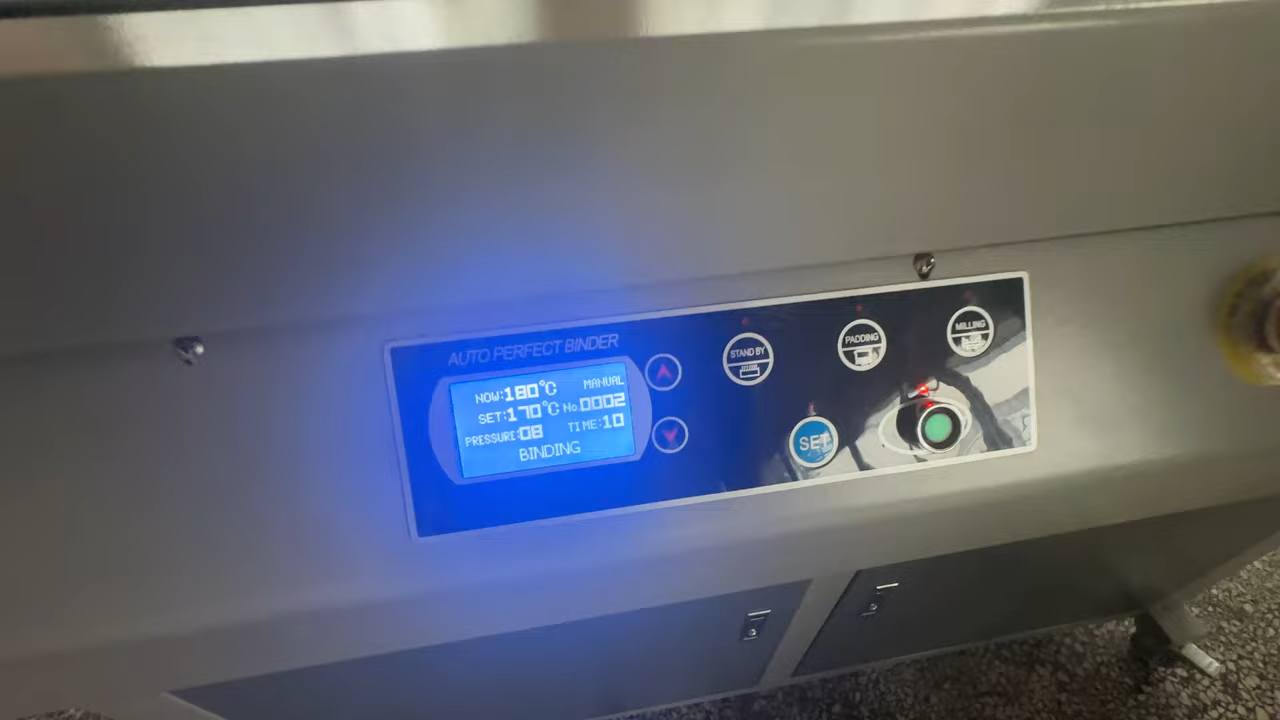 AUTO PERFECT BINDER
NOW:180°C MANUAL
SET:170°C No.0002
PRESSURE:08 TIME:10
BINDING
STAND BY
PADDING
MILLING
SET